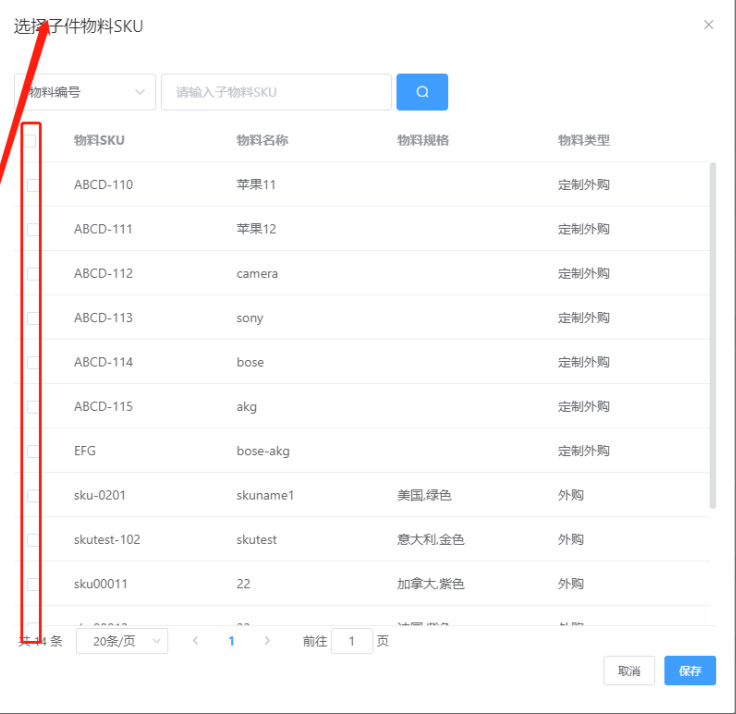 选择子件物料SKU
物料编号 请输入子物料SKU
物料SKU 物料名称 物料规格 物料类型
ABCD-110 苹果11 定制外购
ABCD-111 苹果12 定制外购
ABCD-112 camera 定制外购
ABCD-113 sony 定制外购
ABCD-114 bose 定制外购
ABCD-115 akg 定制外购
EFG bose-akg 定制外购
sku-0201 skuname1 美国,绿色 外购
skutest-102 skutest 意大利,金色 外购
sku00011 22 加拿大,紫色 外购
共 14 条 20条/页 1 前往 1 页
取消 保存